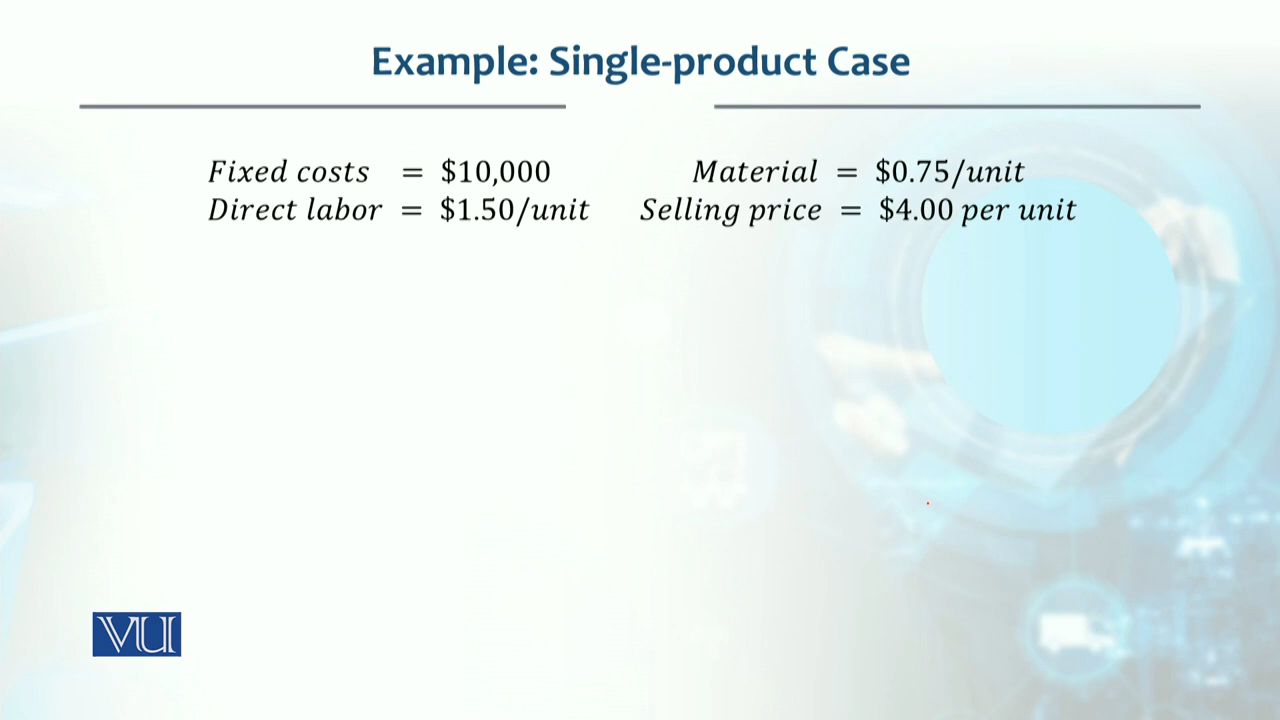 Example: Single-product Case
Fixed costs = $10,000 Material = $0.75/unit
Direct labor = $1.50/unit Selling price = $4.00 per unit
VU